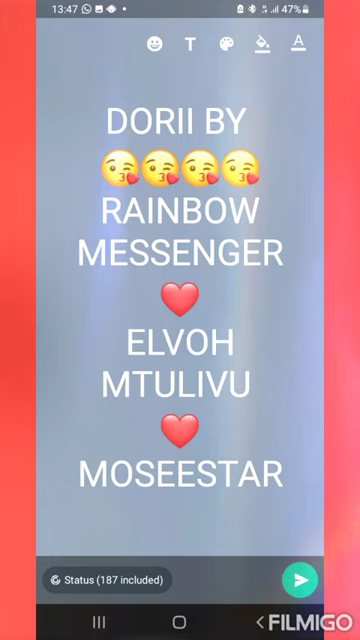 13:47
47%
T
A
DORII BY
😘😘😘😘
RAINBOW
MESSENGER
❤️
ELVOH
MTULIVU
❤️
MOSEESTAR
Status (187 included)
FILMIGO